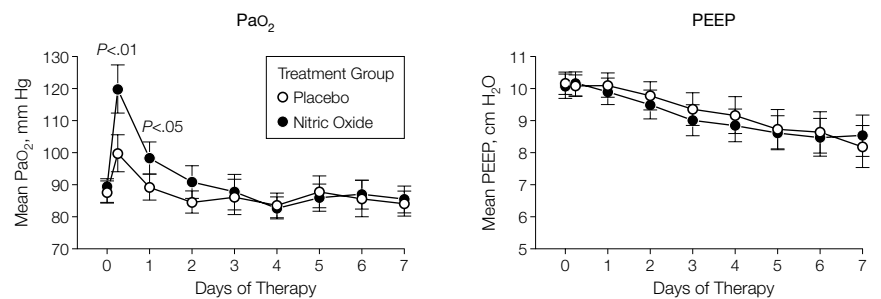 PaO₂
P<.01
P<.05
Treatment Group
Placebo
Nitric Oxide
Mean PaO₂, mm Hg
130
120
110
100
90
80
70
0 1 2 3 4 5 6 7
Days of Therapy
PEEP
Mean PEEP, cm H₂O
11
10
9
8
7
6
5
0 1 2 3 4 5 6 7
Days of Therapy